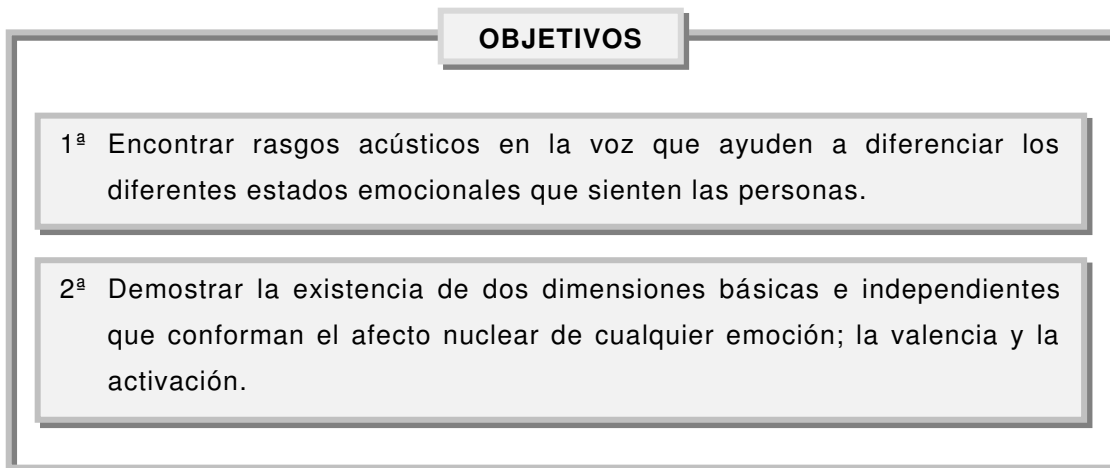 OBJETIVOS
1ª Encontrar rasgos acústicos en la voz que ayuden a diferenciar los
diferentes estados emocionales que sienten las personas.
2ª Demostrar la existencia de dos dimensiones básicas e independientes
que conforman el afecto nuclear de cualquier emoción; la valencia y la
activación.